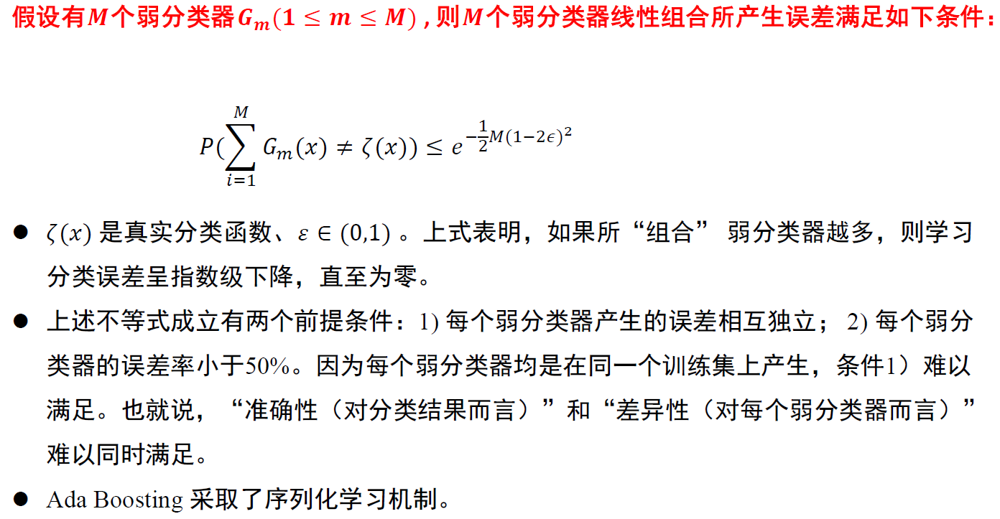 假设有𝑴个弱分类器𝑮ₘ(𝟏 ≤ 𝒎 ≤ 𝑴) , 则𝑴个弱分类器线性组合所产生误差满足如下条件：
$P(\sum_{i=1}^{M} G_m(x) \neq \zeta(x)) \leq e^{-\frac{1}{2}M(1-2\epsilon)^2}$
● ζ(x) 是真实分类函数、ε ∈ (0,1) 。上式表明，如果所“组合” 弱分类器越多，则学习
分类误差呈指数级下降，直至为零。
● 上述不等式成立有两个前提条件：1) 每个弱分类器产生的误差相互独立； 2) 每个弱分
类器的误差率小于50%。因为每个弱分类器均是在同一个训练集上产生，条件1）难以
满足。也就说，“准确性（对分类结果而言）”和“差异性（对每个弱分类器而言）”
难以同时满足。
● Ada Boosting 采取了序列化学习机制。